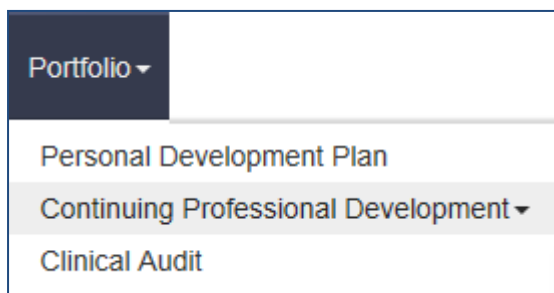 Portfolio
Personal Development Plan
Continuing Professional Development
Clinical Audit